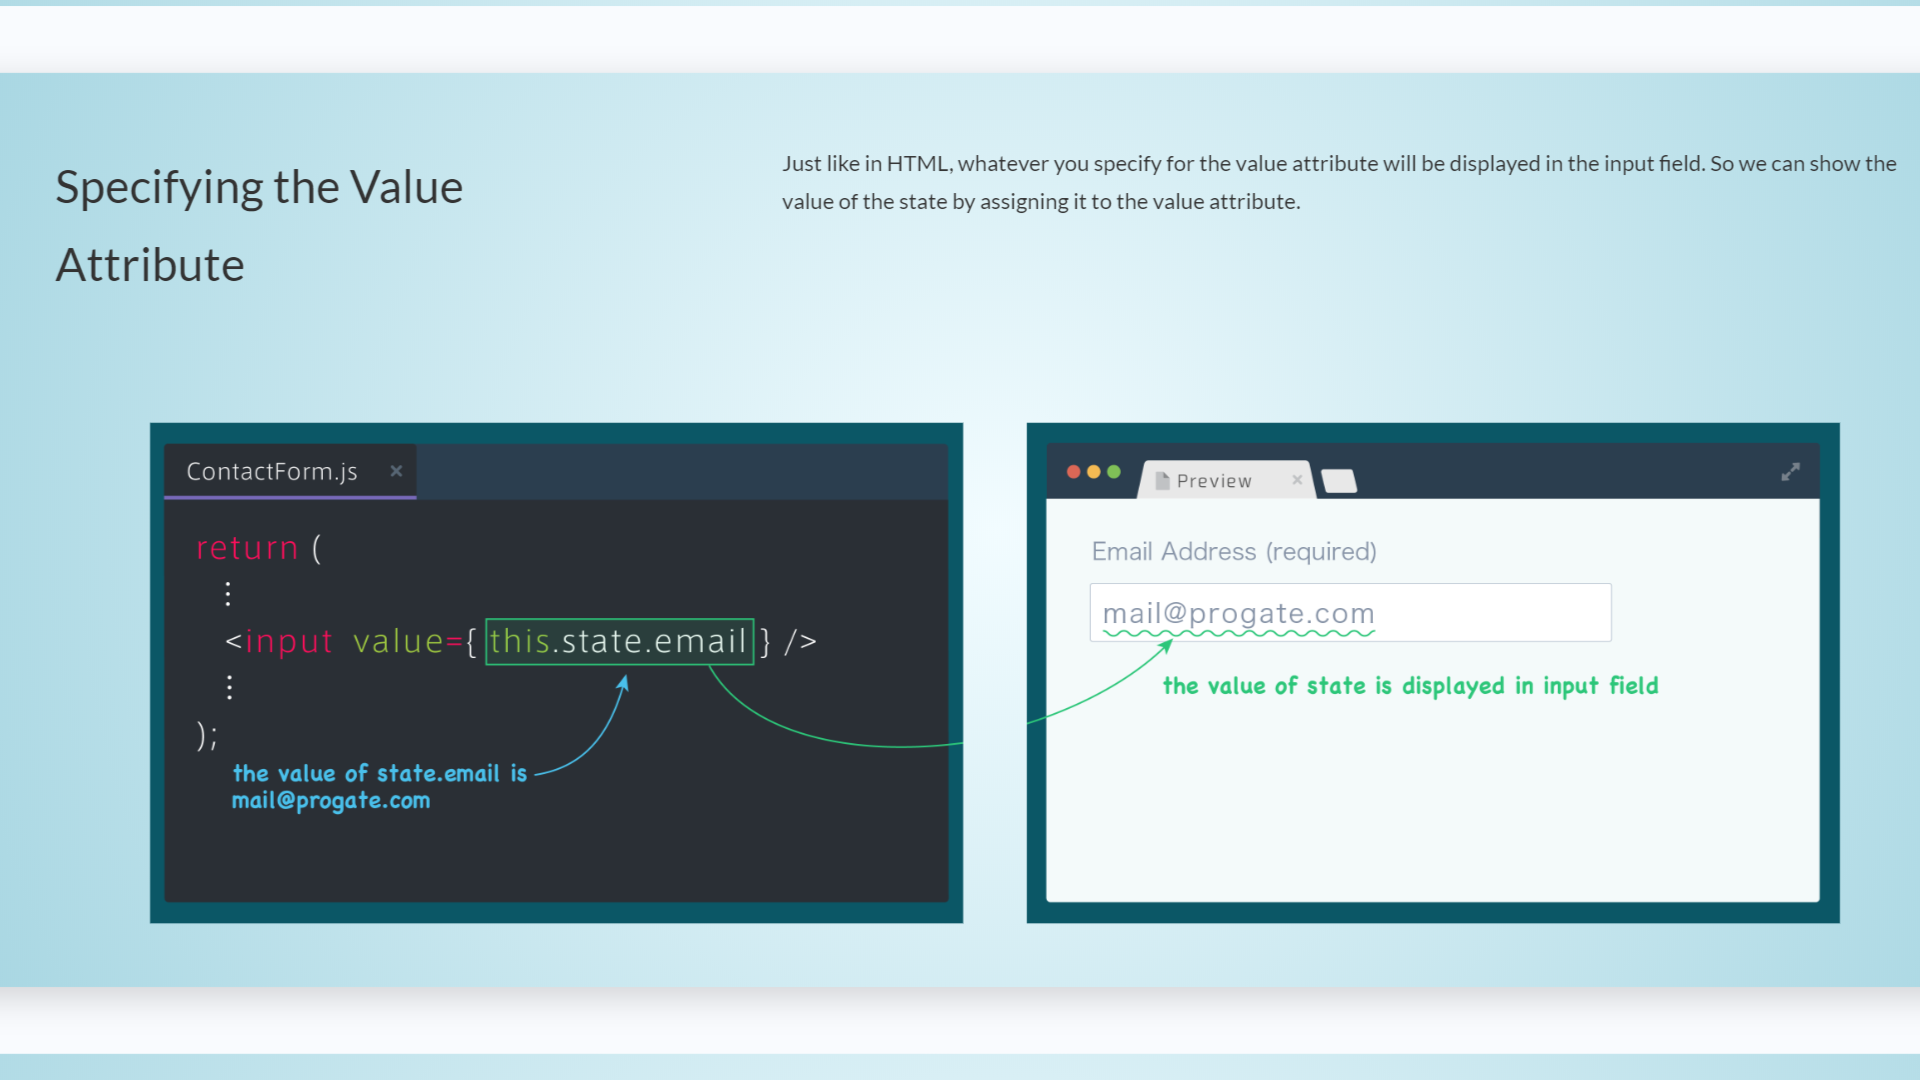 Specifying the Value
Attribute
Just like in HTML, whatever you specify for the value attribute will be displayed in the input field. So we can show the
value of the state by assigning it to the value attribute.
ContactForm.js ×
return (
⋮
<input value={ this.state.email } />
⋮
);
the value of state.email is
mail@progate.com
Preview ×
Email Address (required)
mail@progate.com
the value of state is displayed in input field